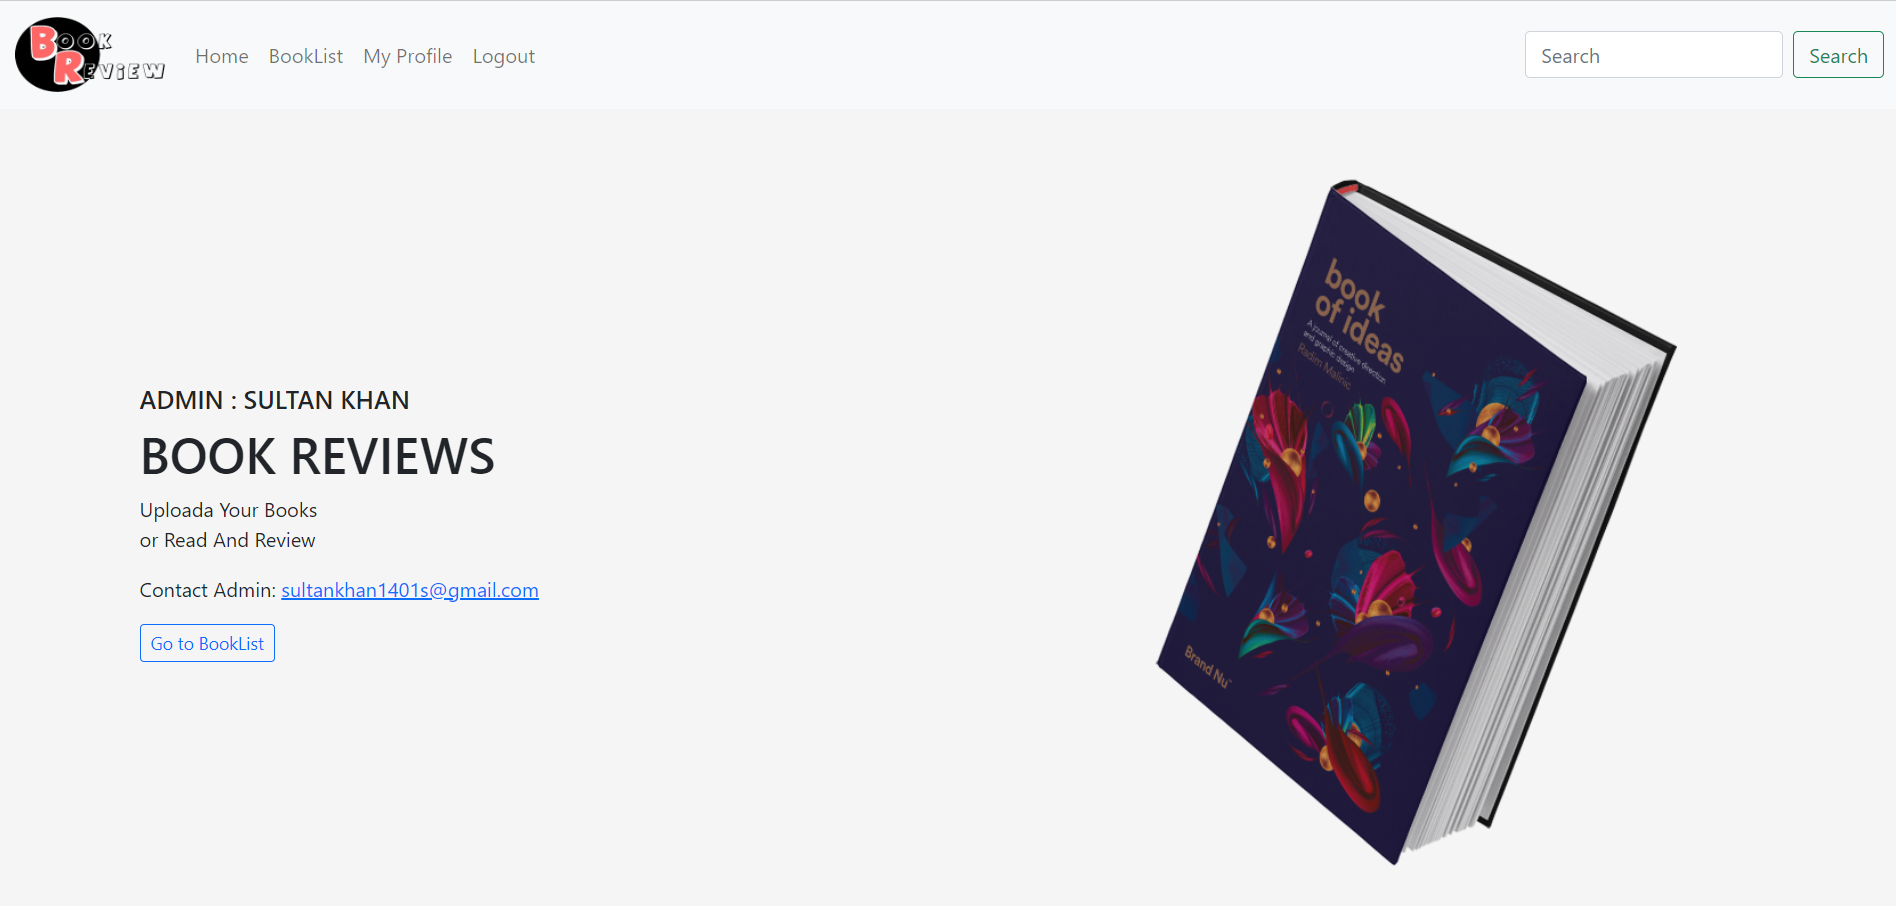 Book
Review
Home BookList My Profile Logout
Search Search
ADMIN : SULTAN KHAN
BOOK REVIEWS
Uploada Your Books
or Read And Review
Contact Admin: sultankhan1401s@gmail.com
Go to BookList
book
of ideas
A journal of creative direction
and graphic design
Radim Malinic
Brand Nu™